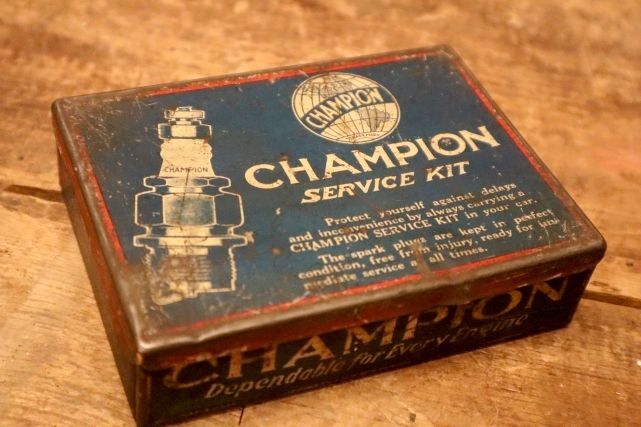 CHAMPION
CHAMPION
CHAMPION
SERVICE KIT
Protect yourself against delays
and inconvenience by always carrying a
CHAMPION SERVICE KIT in your car.
The spark plugs are kept in perfect
condition, free from injury, ready for im-
mediate service at all times.
CHAMPION
Dependable for Every Engine